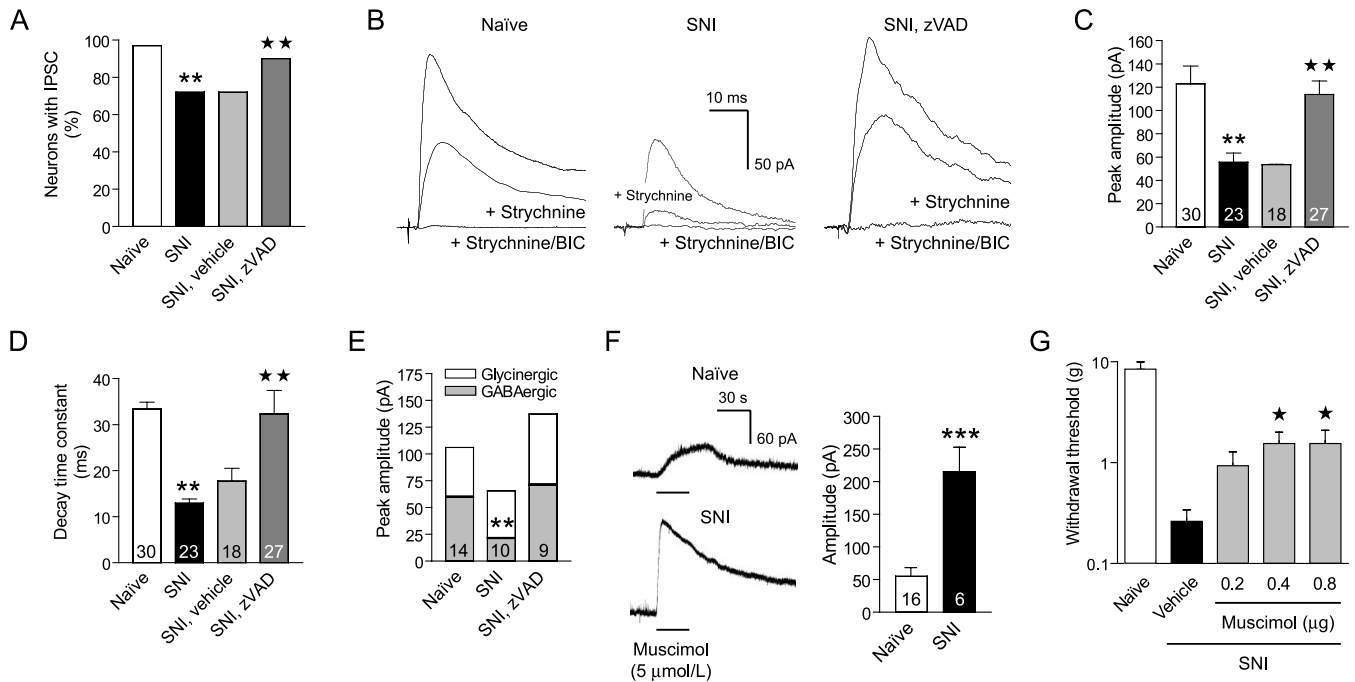 A
Neurons with IPSC
(%)
100
80
60
40
20
0
**
★★
Naïve
SNI
SNI, vehicle
SNI, zVAD
B
Naïve
SNI
SNI, zVAD
10 ms
50 pA
+ Strychnine
+ Strychnine/BIC
+ Strychnine
+ Strychnine/BIC
+ Strychnine
+ Strychnine/BIC
C
Peak amplitude (pA)
160
140
120
100
80
60
40
20
0
**
★★
30
23
18
27
Naïve
SNI
SNI, vehicle
SNI, zVAD
D
Decay time constant
(ms)
40
30
20
10
0
**
★★
30
23
18
27
Naïve
SNI
SNI, vehicle
SNI, zVAD
E
Peak amplitude (pA)
175
150
125
100
75
50
25
0
Glycinergic
GABAergic
**
14
10
9
Naïve
SNI
SNI, zVAD
F
Naïve
30 s
60 pA
SNI
Muscimol
(5 μmol/L)
Amplitude (pA)
300
250
200
150
100
50
0
***
16
6
Naïve
SNI
G
Withdrawal threshold (g)
10
1
0.1
★
★
Naïve
Vehicle
0.2
0.4
0.8
Muscimol (μg)
SNI